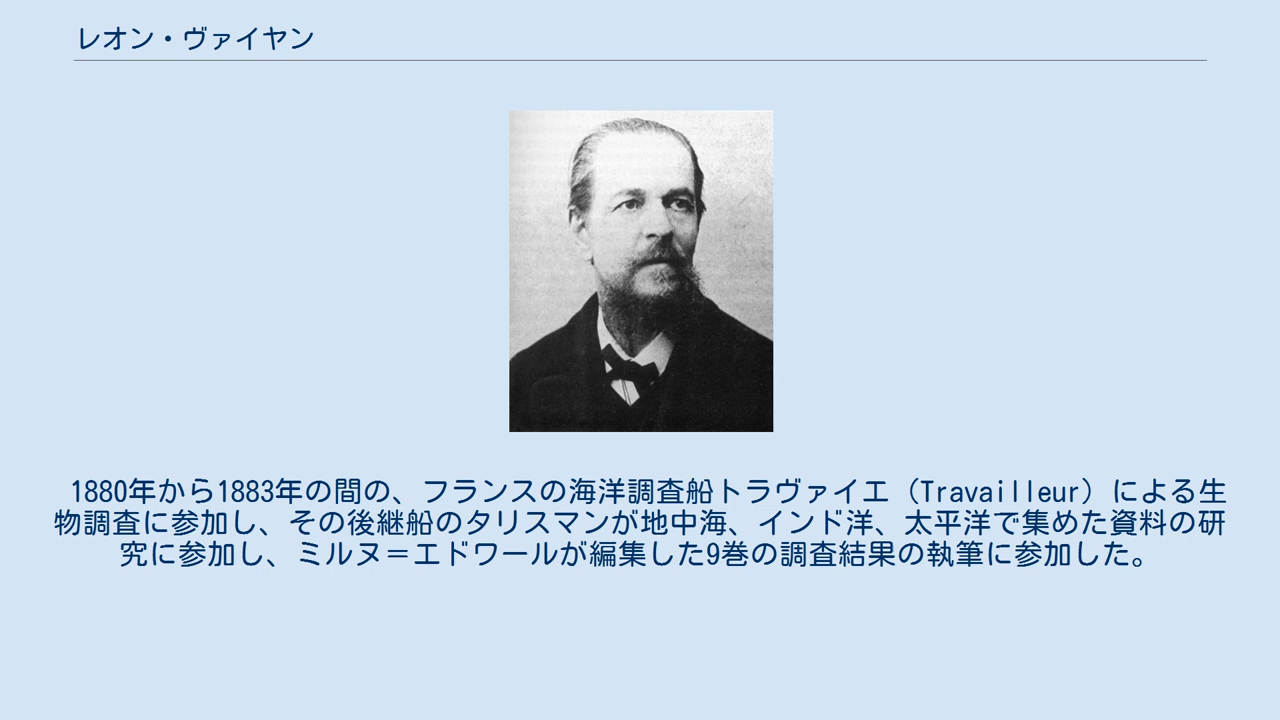 レオン・ヴァイヤン
1880年から1883年の間の、フランスの海洋調査船トラヴァイエ（Travailleur）による生
物調査に参加し、その後継船のタリスマンが地中海、インド洋、太平洋で集めた資料の研
究に参加し、ミルヌ＝エドワールが編集した9巻の調査結果の執筆に参加した。